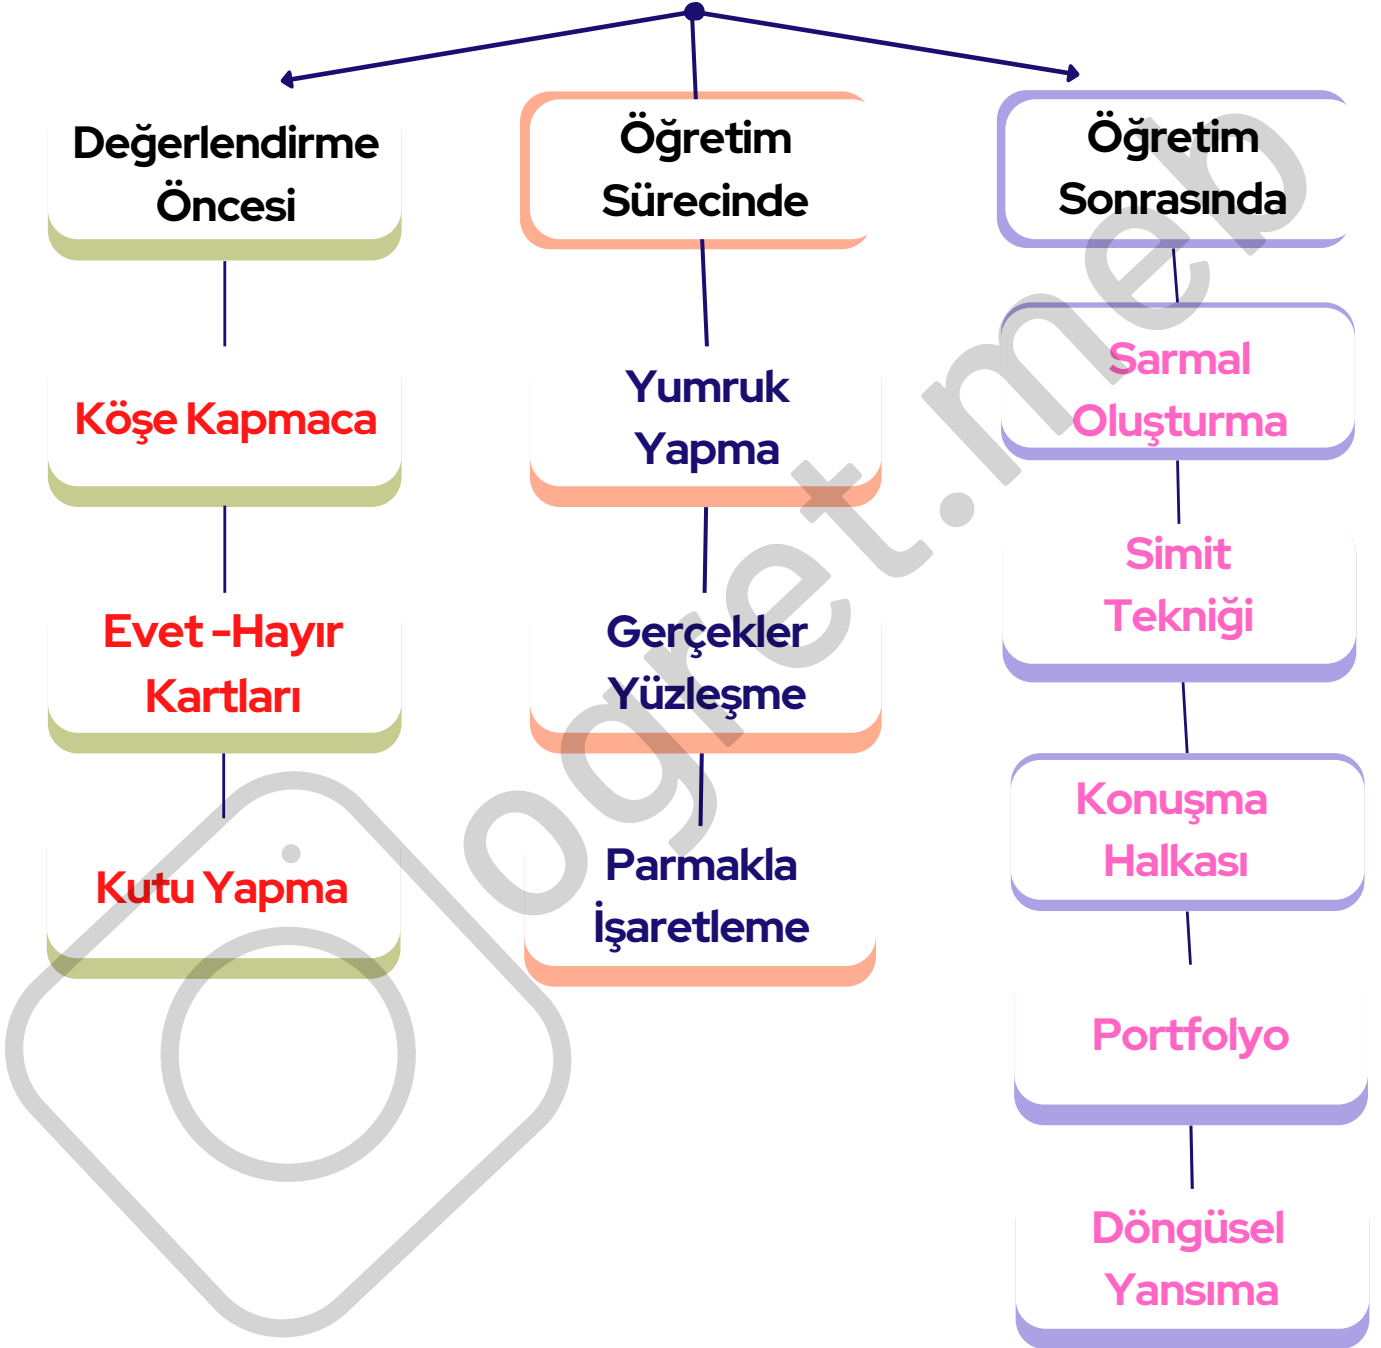 Değerlendirme
Öncesi
Köşe Kapmaca
Evet -Hayır
Kartları
Kutu Yapma
Öğretim
Sürecinde
Yumruk
Yapma
Gerçekler
Yüzleşme
Parmakla
İşaretleme
Öğretim
Sonrasında
Sarmal
Oluşturma
Simit
Tekniği
Konuşma
Halkası
Portfolyo
Döngüsel
Yansıma
ogret.meb